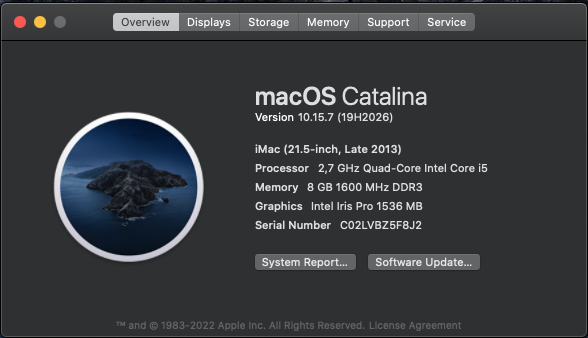 Overview Displays Storage Memory Support Service
macOS Catalina
Version 10.15.7 (19H2026)
iMac (21.5-inch, Late 2013)
Processor 2,7 GHz Quad-Core Intel Core i5
Memory 8 GB 1600 MHz DDR3
Graphics Intel Iris Pro 1536 MB
Serial Number C02LVBZ5F8J2
System Report... Software Update...
™ and © 1983-2022 Apple Inc. All Rights Reserved. License Agreement